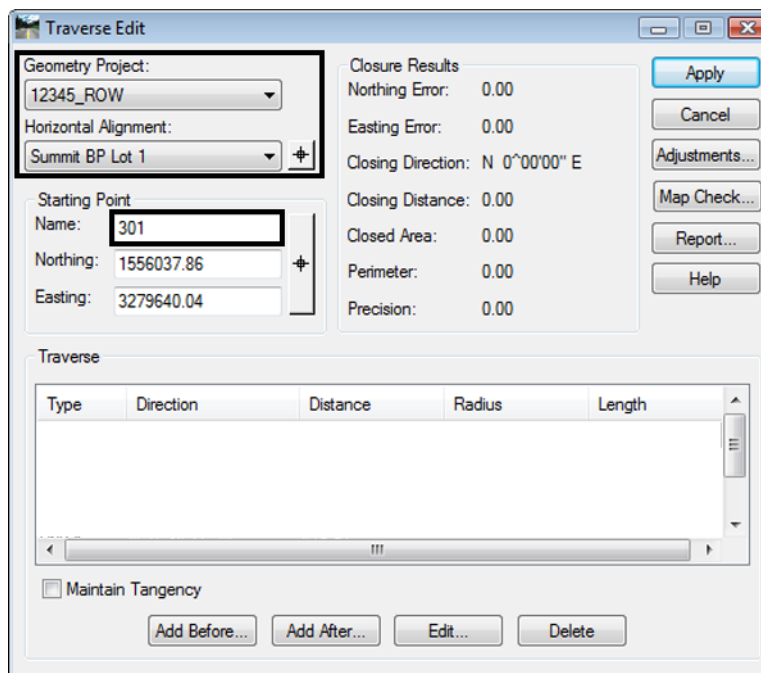 Traverse Edit
Geometry Project:
12345_ROW
Horizontal Alignment:
Summit BP Lot 1
Starting Point
Name: 301
Northing: 1556037.86
Easting: 3279640.04
Closure Results
Northing Error: 0.00
Easting Error: 0.00
Closing Direction: N 0^00'00" E
Closing Distance: 0.00
Closed Area: 0.00
Perimeter: 0.00
Precision: 0.00
Apply
Cancel
Adjustments...
Map Check...
Report...
Help
Traverse
Type Direction Distance Radius Length
Maintain Tangency
Add Before... Add After... Edit... Delete